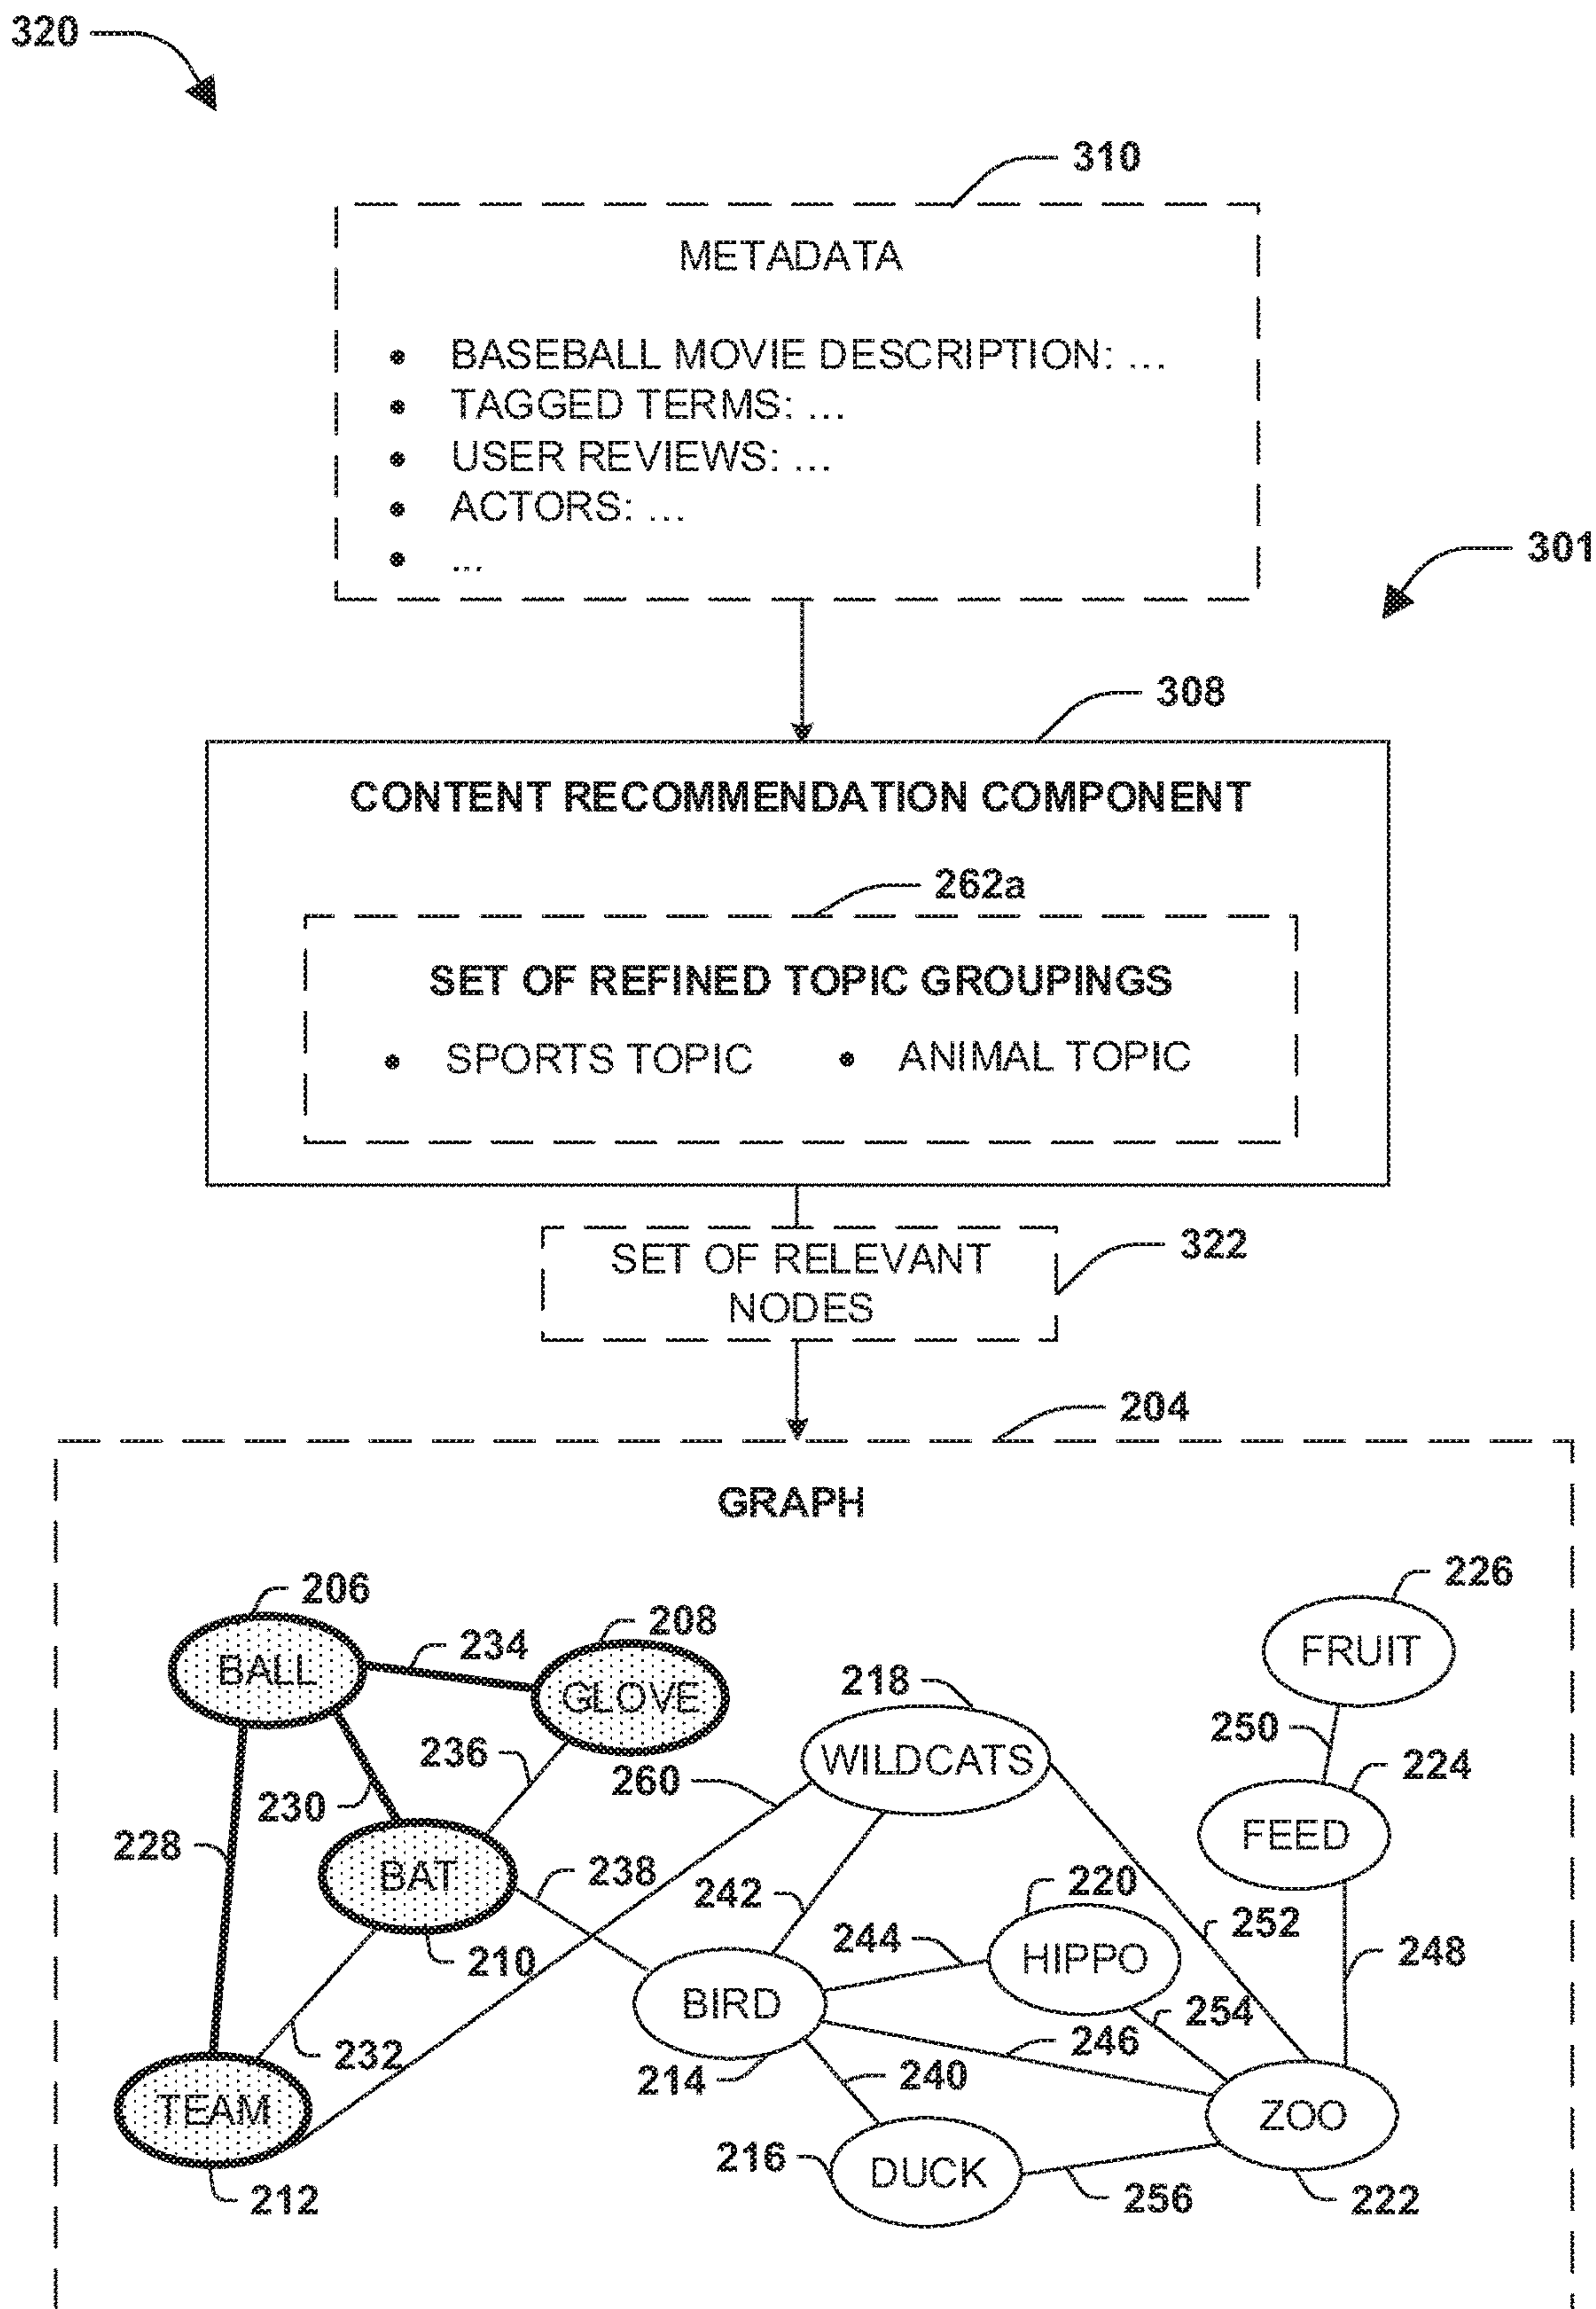 320
310
METADATA
• BASEBALL MOVIE DESCRIPTION: ...
• TAGGED TERMS: ...
• USER REVIEWS: ...
• ACTORS: ...
• ...
301
308
CONTENT RECOMMENDATION COMPONENT
262a
SET OF REFINED TOPIC GROUPINGS
• SPORTS TOPIC • ANIMAL TOPIC
SET OF RELEVANT
NODES
322
204
GRAPH
206
BALL
234
208
GLOVE
218
WILDCATS
226
FRUIT
250
224
FEED
236
260
230
228
BAT
210
238
242
220
HIPPO
244
252
248
BIRD
214
254
246
240
232
TEAM
212
216
DUCK
256
ZOO
222